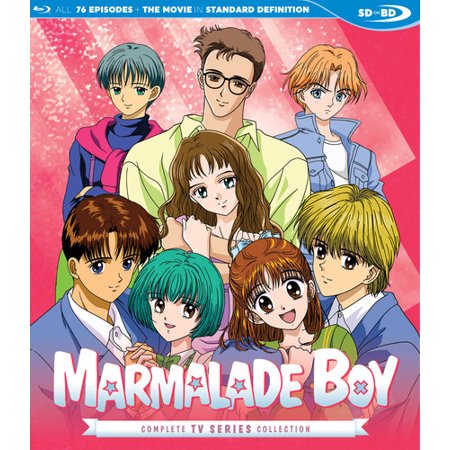 ALL 76 EPISODES + THE MOVIE IN STANDARD DEFINITION
SD ON BD
MARMALADE BOY
COMPLETE TV SERIES COLLECTION